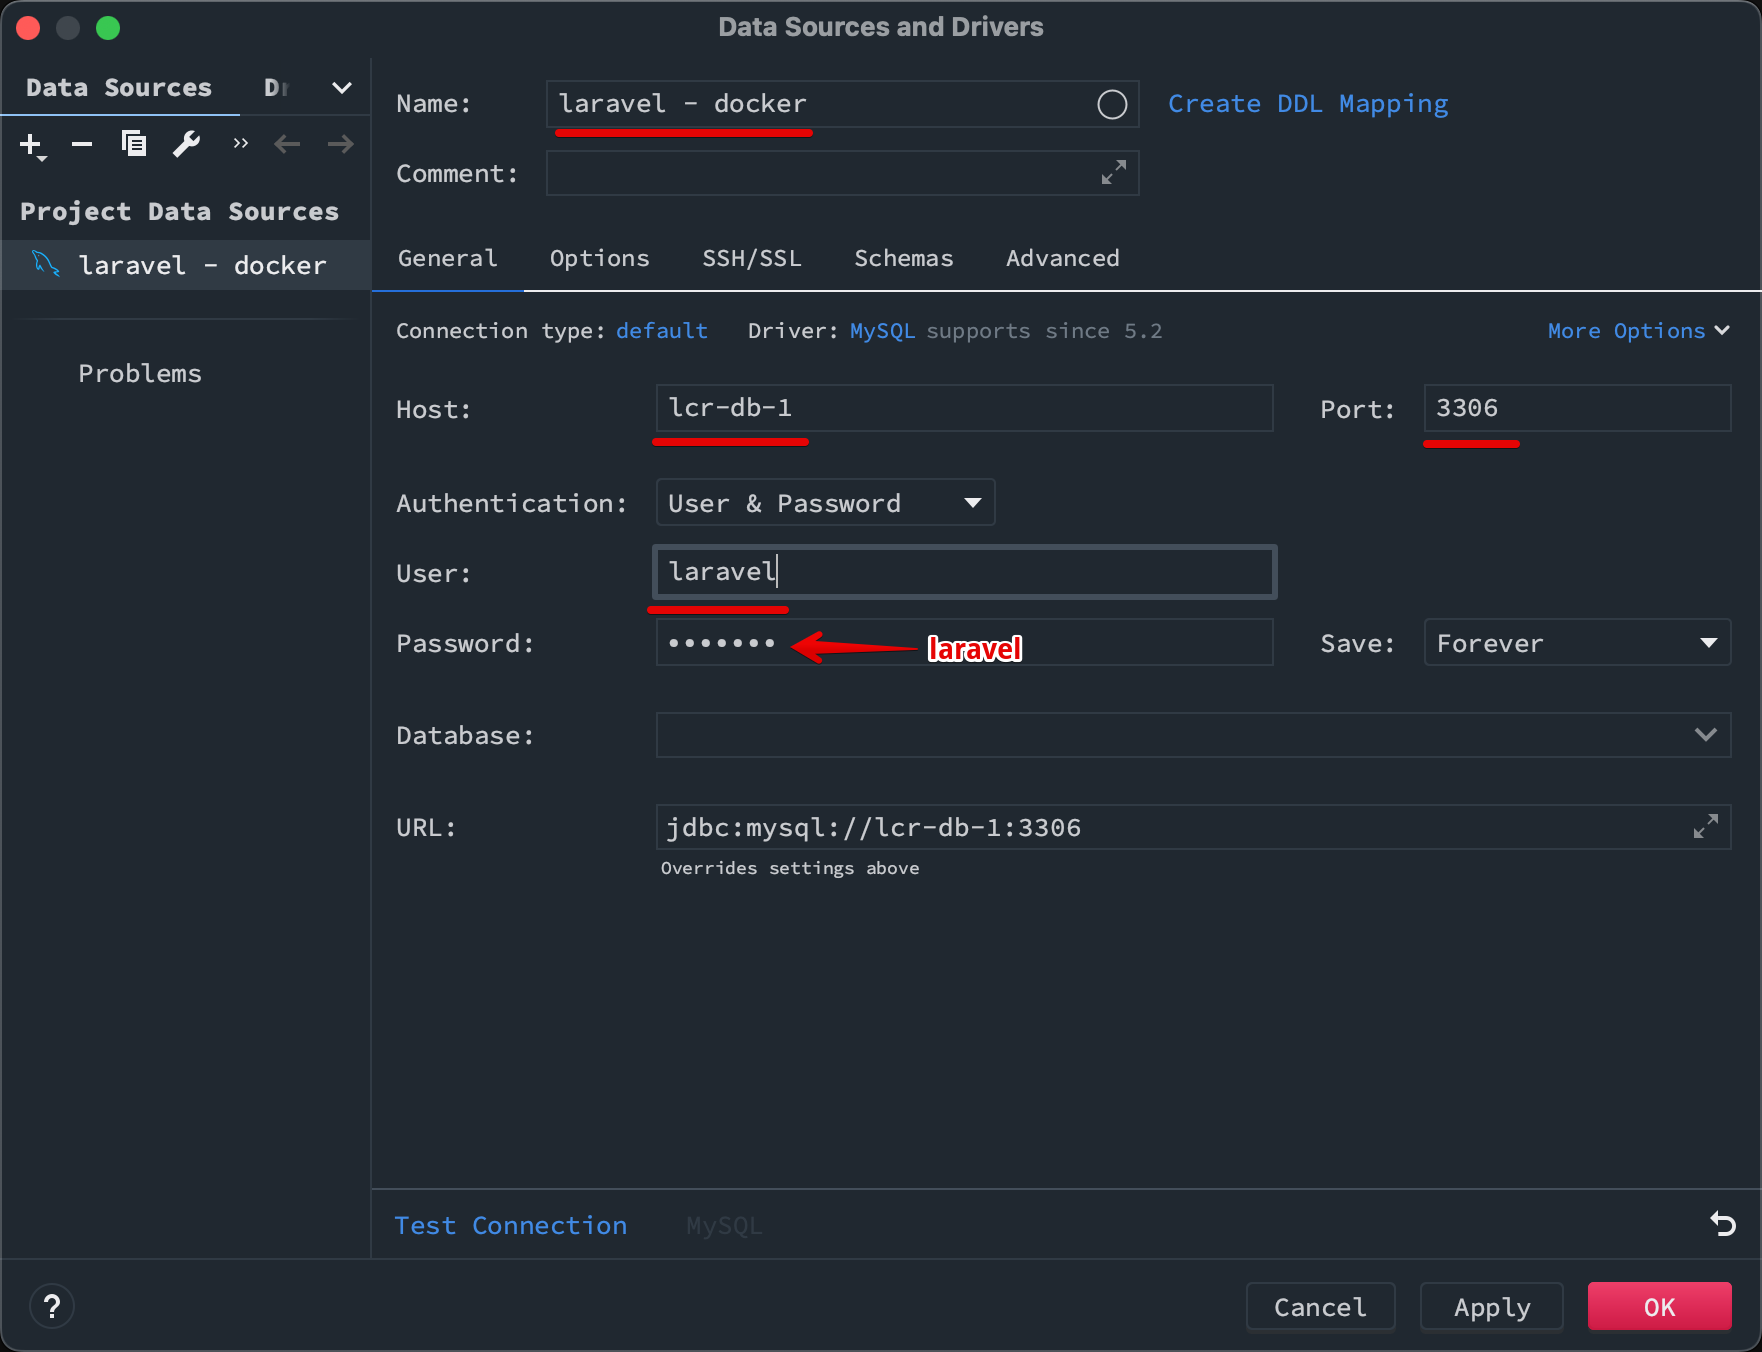 Data Sources and Drivers
Data Sources
Name: laravel - docker Create DDL Mapping
Comment:
Project Data Sources
laravel - docker
General Options SSH/SSL Schemas Advanced
Connection type: default Driver: MySQL supports since 5.2 More Options
Problems
Host: lcr-db-1 Port: 3306
Authentication: User & Password
User: laravel
Password: ••••••• laravel Save: Forever
Database:
URL: jdbc:mysql://lcr-db-1:3306
Overrides settings above
Test Connection MySQL
? Cancel Apply OK